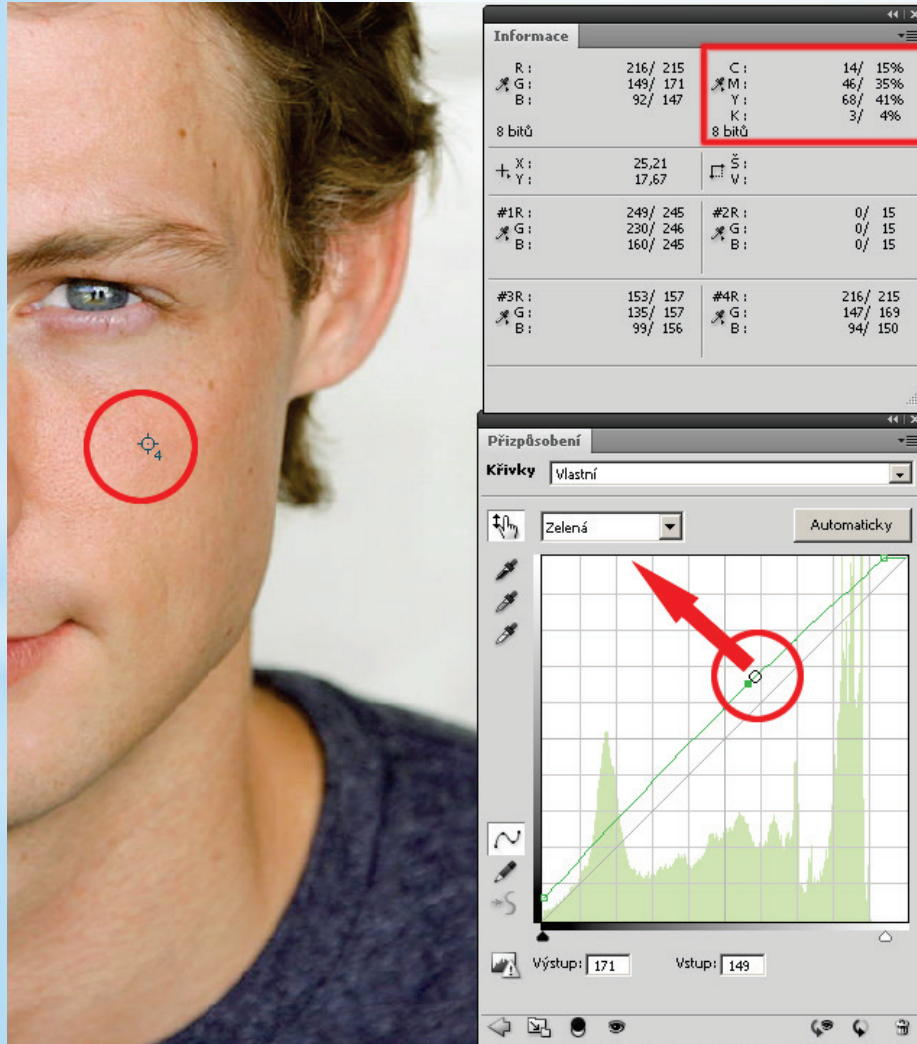 Informace
R: 216/ 215
G: 149/ 171
B: 92/ 147
8 bitů
C: 14/ 15%
M: 46/ 35%
Y: 68/ 41%
K: 3/ 4%
8 bitů
X: 25,21
Y: 17,67
Š:
V:
#1R: 249/ 245
G: 230/ 246
B: 160/ 245
#2R: 0/ 15
G: 0/ 15
B: 0/ 15
#3R: 153/ 157
G: 135/ 157
B: 99/ 156
#4R: 216/ 215
G: 147/ 169
B: 94/ 150
4
Přizpůsobení
Křivky Vlastní
Zelená Automaticky
Výstup: 171 Vstup: 149